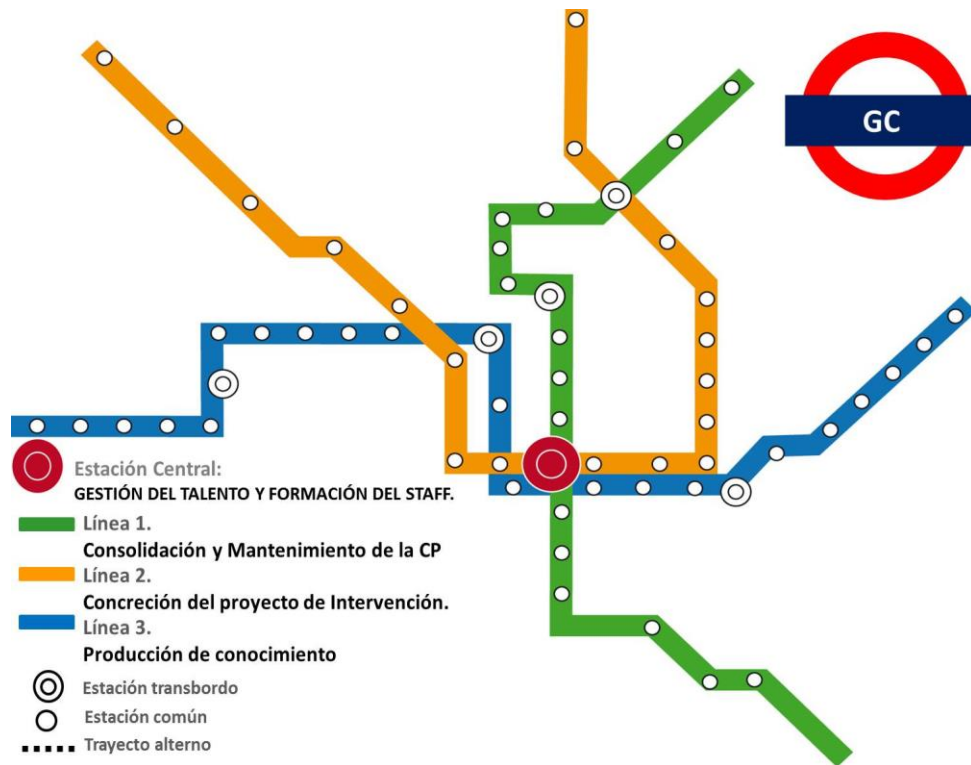 GC
Estación Central:
GESTIÓN DEL TALENTO Y FORMACIÓN DEL STAFF.
Línea 1.
Consolidación y Mantenimiento de la CP
Línea 2.
Concreción del proyecto de Intervención.
Línea 3.
Producción de conocimiento
Estación transbordo
Estación común
Trayecto alterno